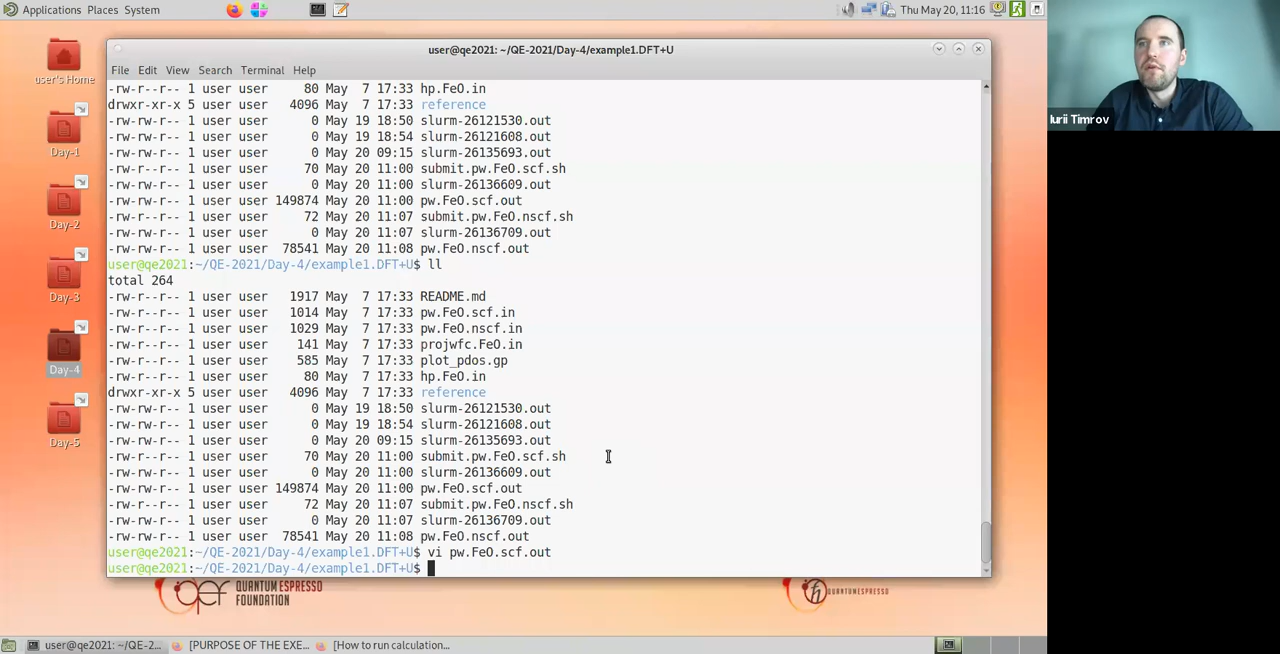 Applications Places System
Thu May 20, 11:16
user@qe2021: ~/QE-2021/Day-4/example1.DFT+U
File Edit View Search Terminal Help
-rw-r--r-- 1 user user 80 May 7 17:33 hp.FeO.in
drwxr-xr-x 5 user user 4096 May 7 17:33 reference
-rw-rw-r-- 1 user user 0 May 19 18:50 slurm-26121530.out
-rw-rw-r-- 1 user user 0 May 19 18:54 slurm-26121608.out
-rw-rw-r-- 1 user user 0 May 20 09:15 slurm-26135693.out
-rw-rw-r-- 1 user user 70 May 20 11:00 submit.pw.FeO.scf.sh
-rw-rw-r-- 1 user user 0 May 20 11:00 slurm-26136609.out
-rw-rw-r-- 1 user user 149874 May 20 11:00 pw.FeO.scf.out
-rw-rw-r-- 1 user user 72 May 20 11:07 submit.pw.FeO.nscf.sh
-rw-rw-r-- 1 user user 0 May 20 11:07 slurm-26136709.out
-rw-rw-r-- 1 user user 78541 May 20 11:08 pw.FeO.nscf.out
user@qe2021:~/QE-2021/Day-4/example1.DFT+U$ ll
total 264
-rw-r--r-- 1 user user 1917 May 7 17:33 README.md
-rw-r--r-- 1 user user 1014 May 7 17:33 pw.FeO.scf.in
-rw-r--r-- 1 user user 1029 May 7 17:33 pw.FeO.nscf.in
-rw-r--r-- 1 user user 141 May 7 17:33 projwfc.FeO.in
-rw-r--r-- 1 user user 585 May 7 17:33 plot_pdos.gp
-rw-r--r-- 1 user user 80 May 7 17:33 hp.FeO.in
drwxr-xr-x 5 user user 4096 May 7 17:33 reference
-rw-rw-r-- 1 user user 0 May 19 18:50 slurm-26121530.out
-rw-rw-r-- 1 user user 0 May 19 18:54 slurm-26121608.out
-rw-rw-r-- 1 user user 0 May 20 09:15 slurm-26135693.out
-rw-rw-r-- 1 user user 70 May 20 11:00 submit.pw.FeO.scf.sh
-rw-rw-r-- 1 user user 0 May 20 11:00 slurm-26136609.out
-rw-rw-r-- 1 user user 149874 May 20 11:00 pw.FeO.scf.out
-rw-rw-r-- 1 user user 72 May 20 11:07 submit.pw.FeO.nscf.sh
-rw-rw-r-- 1 user user 0 May 20 11:07 slurm-26136709.out
-rw-rw-r-- 1 user user 78541 May 20 11:08 pw.FeO.nscf.out
user@qe2021:~/QE-2021/Day-4/example1.DFT+U$ vi pw.FeO.scf.out
user@qe2021:~/QE-2021/Day-4/example1.DFT+U$
user's Home
Day-1
Day-2
Day-3
Day-4
Day-5
QUANTUM ESPRESSO
FOUNDATION
QUANTUMESPRESSO
user@qe2021: ~/QE-2...
[PURPOSE OF THE EXE...
[How to run calculation...
Iurii Timrov